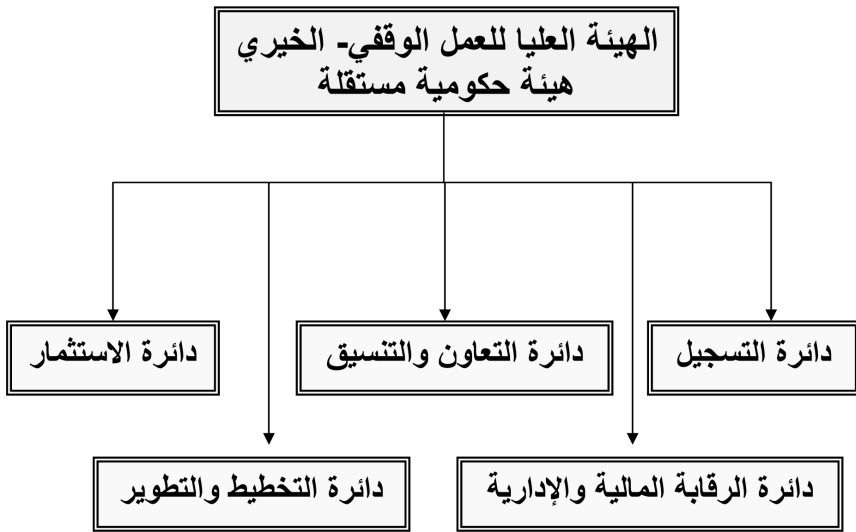 الهيئة العليا للعمل الوقفي- الخيري
هيئة حكومية مستقلة
دائرة التسجيل
دائرة التعاون والتنسيق
دائرة الاستثمار
دائرة الرقابة المالية والإدارية
دائرة التخطيط والتطوير